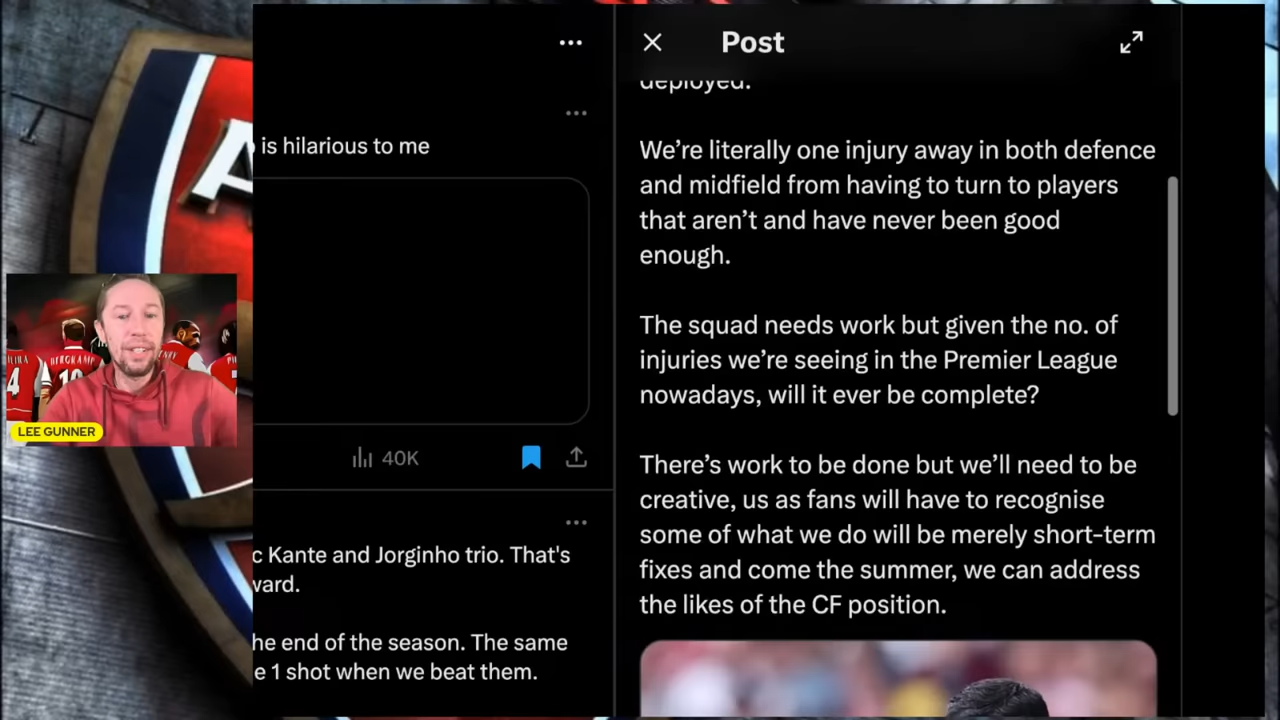 Post
deployed.
is hilarious to me
We're literally one injury away in both defence
and midfield from having to turn to players
that aren't and have never been good
enough.
The squad needs work but given the no. of
injuries we're seeing in the Premier League
nowadays, will it ever be complete?
There's work to be done but we'll need to be
creative, us as fans will have to recognise
some of what we do will be merely short-term
fixes and come the summer, we can address
the likes of the CF position.
40K
c Kante and Jorginho trio. That's
ward.
he end of the season. The same
e 1 shot when we beat them.
A
4
BERGKAMP
10
LEE GUNNER